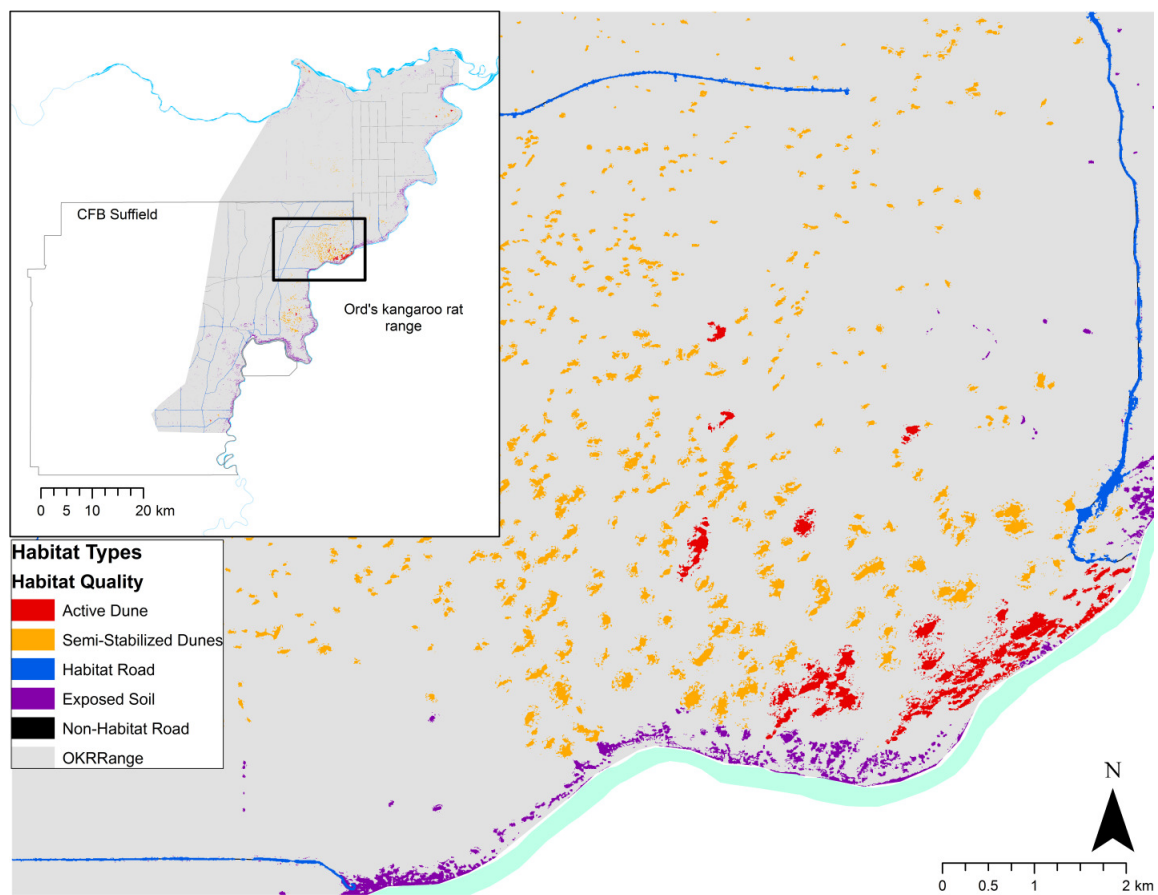 CFB Suffield
Ord's kangaroo rat
range
0 5 10 20 km
Habitat Types
Habitat Quality
Active Dune
Semi-Stabilized Dunes
Habitat Road
Exposed Soil
Non-Habitat Road
OKRRange
N
0 0.5 1 2 km